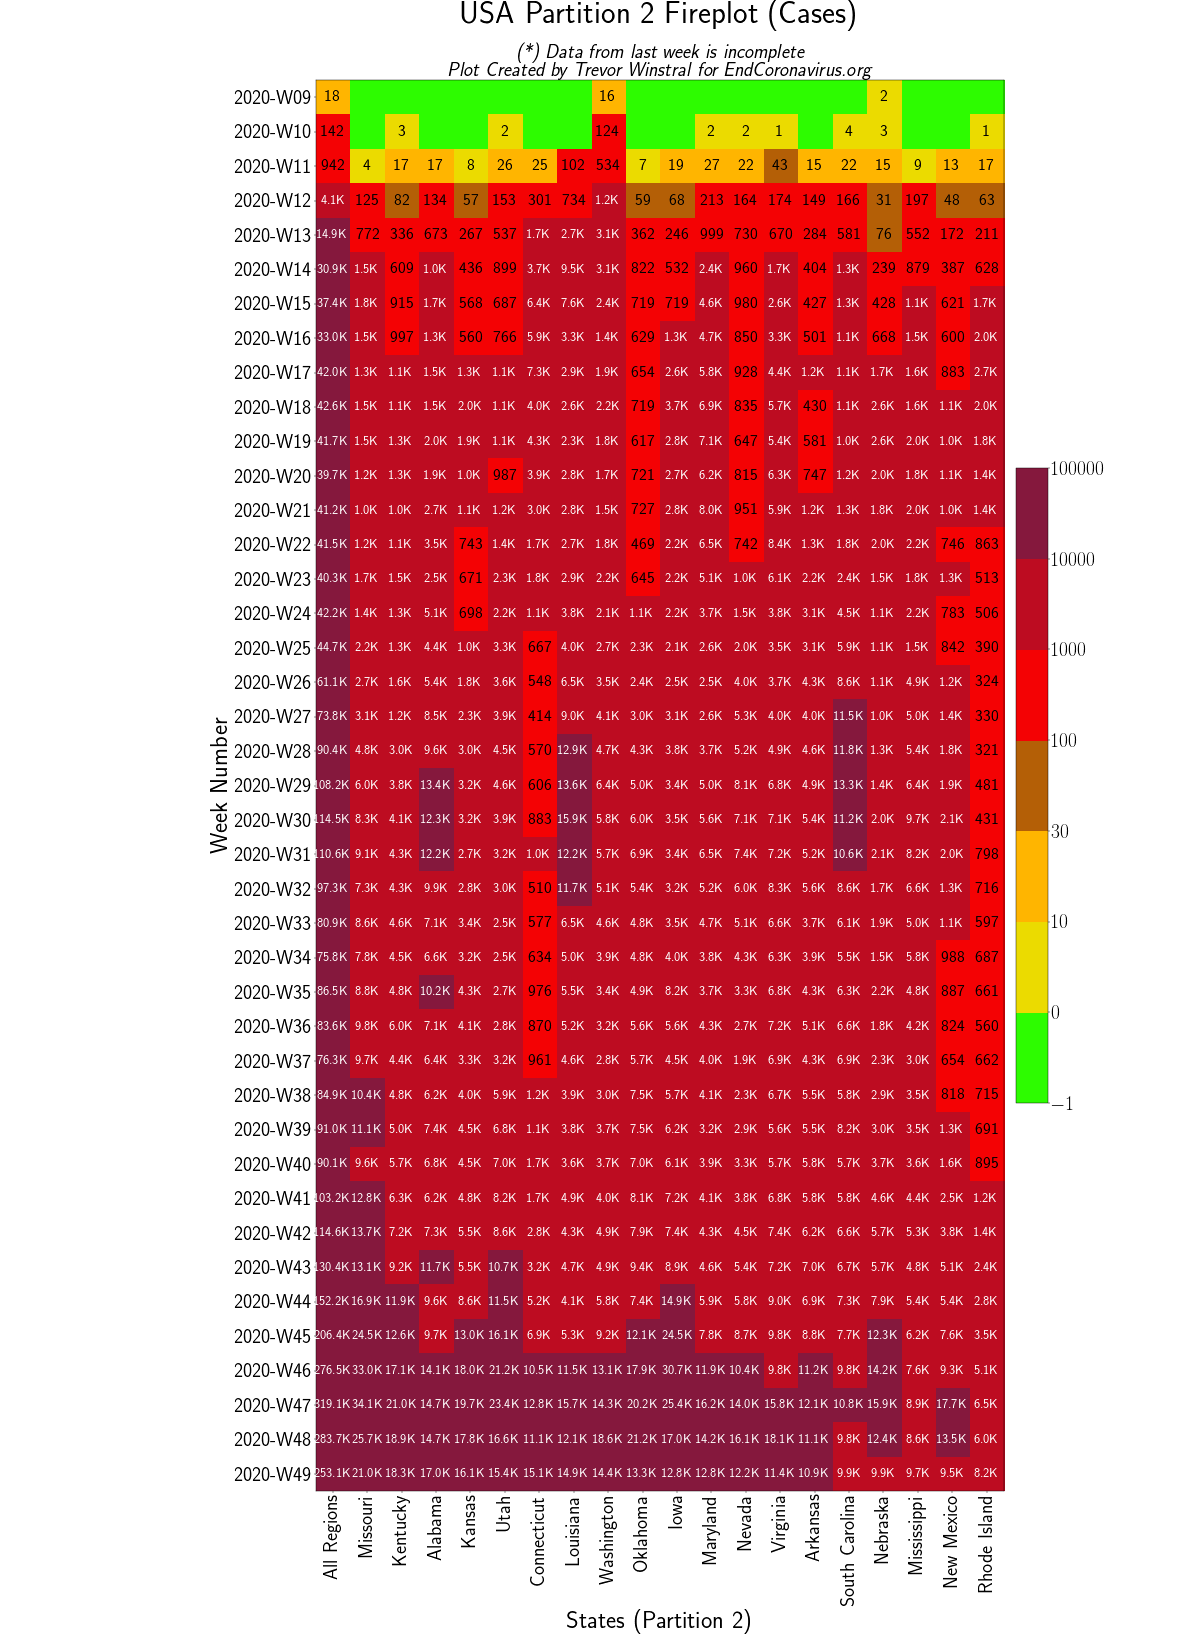 USA Partition 2 Fireplot (Cases)
(*) Data from last week is incomplete
Plot Created by Trevor Winstral for EndCoronavirus.org
2020-W09 18 16 2
2020-W10 142 3 2 124 2 2 1 4 3 1
2020-W11 942 4 17 17 8 26 25 102 534 7 19 27 22 43 15 22 15 9 13 17
2020-W12 4.1K 125 82 134 57 153 301 734 1.2K 59 68 213 164 174 149 166 31 197 48 63
2020-W13 14.9K 772 336 673 267 537 1.7K 2.7K 3.1K 362 246 999 730 670 284 581 76 552 172 211
2020-W14 30.9K 1.5K 609 1.0K 436 899 3.7K 9.5K 3.1K 822 532 2.4K 960 1.7K 404 1.3K 239 879 387 628
2020-W15 37.4K 1.8K 915 1.7K 568 687 6.4K 7.6K 2.4K 719 719 4.6K 980 2.6K 427 1.3K 428 1.1K 621 1.7K
2020-W16 33.0K 1.5K 997 1.3K 560 766 5.9K 3.3K 1.4K 629 1.3K 4.7K 850 3.3K 501 1.1K 668 1.5K 600 2.0K
2020-W17 42.0K 1.3K 1.1K 1.5K 1.3K 1.1K 7.3K 2.9K 1.9K 654 2.6K 5.8K 928 4.4K 1.2K 1.1K 1.7K 1.6K 883 2.7K
2020-W18 42.6K 1.5K 1.1K 1.5K 2.0K 1.1K 4.0K 2.6K 2.2K 719 3.7K 6.9K 835 5.7K 430 1.1K 2.6K 1.6K 1.1K 2.0K
2020-W19 41.7K 1.5K 1.3K 2.0K 1.9K 1.1K 4.3K 2.3K 1.8K 617 2.8K 7.1K 647 5.4K 581 1.0K 2.6K 2.0K 1.0K 1.8K
2020-W20 39.7K 1.2K 1.3K 1.9K 1.0K 987 3.9K 2.8K 1.7K 721 2.7K 6.2K 815 6.3K 747 1.2K 2.0K 1.8K 1.1K 1.4K
2020-W21 41.2K 1.0K 1.0K 2.7K 1.1K 1.2K 3.0K 2.8K 1.5K 727 2.8K 8.0K 951 5.9K 1.2K 1.3K 1.8K 2.0K 1.0K 1.4K
2020-W22 41.5K 1.2K 1.1K 3.5K 743 1.4K 1.7K 2.7K 1.8K 469 2.2K 6.5K 742 8.4K 1.3K 1.8K 2.0K 2.2K 746 863
2020-W23 40.3K 1.7K 1.5K 2.5K 671 2.3K 1.8K 2.9K 2.2K 645 2.2K 5.1K 1.0K 6.1K 2.2K 2.4K 1.5K 1.8K 1.3K 513
2020-W24 42.2K 1.4K 1.3K 5.1K 698 2.2K 1.1K 3.8K 2.1K 1.1K 2.2K 3.7K 1.5K 3.8K 3.1K 4.5K 1.1K 2.2K 783 506
2020-W25 44.7K 2.2K 1.3K 4.4K 1.0K 3.3K 667 4.0K 2.7K 2.3K 2.1K 2.6K 2.0K 3.5K 3.1K 5.9K 1.1K 1.5K 842 390
2020-W26 61.1K 2.7K 1.6K 5.4K 1.8K 3.6K 548 6.5K 3.5K 2.4K 2.5K 2.5K 4.0K 3.7K 4.3K 8.6K 1.1K 4.9K 1.2K 324
2020-W27 73.8K 3.1K 1.2K 8.5K 2.3K 3.9K 414 9.0K 4.1K 3.0K 3.1K 2.6K 5.3K 4.0K 4.0K 11.5K 1.0K 5.0K 1.4K 330
2020-W28 90.4K 4.8K 3.0K 9.6K 3.0K 4.5K 570 12.9K 4.7K 4.3K 3.8K 3.7K 5.2K 4.9K 4.6K 11.8K 1.3K 5.4K 1.8K 321
2020-W29 108.2K 6.0K 3.8K 13.4K 3.2K 4.6K 606 13.6K 6.4K 5.0K 3.4K 5.0K 8.1K 6.8K 4.9K 13.3K 1.4K 6.4K 1.9K 481
2020-W30 114.5K 8.3K 4.1K 12.3K 3.2K 3.9K 883 15.9K 5.8K 6.0K 3.5K 5.6K 7.1K 7.1K 5.4K 11.2K 2.0K 9.7K 2.1K 431
2020-W31 110.6K 9.1K 4.3K 12.2K 2.7K 3.2K 1.0K 12.2K 5.7K 6.9K 3.4K 6.5K 7.4K 7.2K 5.2K 10.6K 2.1K 8.2K 2.0K 798
2020-W32 97.3K 7.3K 4.3K 9.9K 2.8K 3.0K 510 11.7K 5.1K 5.4K 3.2K 5.2K 6.0K 8.3K 5.6K 8.6K 1.7K 6.6K 1.3K 716
2020-W33 80.9K 8.6K 4.6K 7.1K 3.4K 2.5K 577 6.5K 4.6K 4.8K 3.5K 4.7K 5.1K 6.6K 3.7K 6.1K 1.9K 5.0K 1.1K 597
2020-W34 75.8K 7.8K 4.5K 6.6K 3.2K 2.5K 634 5.0K 3.9K 4.8K 4.0K 3.8K 4.3K 6.3K 3.9K 5.5K 1.5K 5.8K 988 687
2020-W35 86.5K 8.8K 4.8K 10.2K 4.3K 2.7K 976 5.5K 3.4K 4.9K 8.2K 3.7K 3.3K 6.8K 4.3K 6.3K 2.2K 4.8K 887 661
2020-W36 83.6K 9.8K 6.0K 7.1K 4.1K 2.8K 870 5.2K 3.2K 5.6K 5.6K 4.3K 2.7K 7.2K 5.1K 6.6K 1.8K 4.2K 824 560
2020-W37 76.3K 9.7K 4.4K 6.4K 3.3K 3.2K 961 4.6K 2.8K 5.7K 4.5K 4.0K 1.9K 6.9K 4.3K 6.9K 2.3K 3.0K 654 662
2020-W38 84.9K 10.4K 4.8K 6.2K 4.0K 5.9K 1.2K 3.9K 3.0K 7.5K 5.7K 4.1K 2.3K 6.7K 5.5K 5.8K 2.9K 3.5K 818 715
2020-W39 91.0K 11.1K 5.0K 7.4K 4.5K 6.8K 1.1K 3.8K 3.7K 7.5K 6.2K 3.2K 2.9K 5.6K 5.5K 8.2K 3.0K 3.5K 1.3K 691
2020-W40 90.1K 9.6K 5.7K 6.8K 4.5K 7.0K 1.7K 3.6K 3.7K 7.0K 6.1K 3.9K 3.3K 5.7K 5.8K 5.7K 3.7K 3.6K 1.6K 895
2020-W41 103.2K 12.8K 6.3K 6.2K 4.8K 8.2K 1.7K 4.9K 4.0K 8.1K 7.2K 4.1K 3.8K 6.8K 5.8K 5.8K 4.6K 4.4K 2.5K 1.2K
2020-W42 114.6K 13.7K 7.2K 7.3K 5.5K 8.6K 2.8K 4.3K 4.9K 7.9K 7.4K 4.3K 4.5K 7.4K 6.2K 6.6K 5.7K 5.3K 3.8K 1.4K
2020-W43 130.4K 13.1K 9.2K 11.7K 5.5K 10.7K 3.2K 4.7K 4.9K 9.4K 8.9K 4.6K 5.4K 7.2K 7.0K 6.7K 5.7K 4.8K 5.1K 2.4K
2020-W44 152.2K 16.9K 11.9K 9.6K 8.6K 11.5K 5.2K 4.1K 5.8K 7.4K 14.9K 5.9K 5.8K 9.0K 6.9K 7.3K 7.9K 5.4K 5.4K 2.8K
2020-W45 206.4K 24.5K 12.6K 9.7K 13.0K 16.1K 6.9K 5.3K 9.2K 12.1K 24.5K 7.8K 8.7K 9.8K 8.8K 7.7K 12.3K 6.2K 7.6K 3.5K
2020-W46 276.5K 33.0K 17.1K 14.1K 18.0K 21.2K 10.5K 11.5K 13.1K 17.9K 30.7K 11.9K 10.4K 9.8K 11.2K 9.8K 14.2K 7.6K 9.3K 5.1K
2020-W47 319.1K 34.1K 21.0K 14.7K 19.7K 23.4K 12.8K 15.7K 14.3K 20.2K 25.4K 16.2K 14.0K 15.8K 12.1K 10.8K 15.9K 8.9K 17.7K 6.5K
2020-W48 283.7K 25.7K 18.9K 14.7K 17.8K 16.6K 11.1K 12.1K 18.6K 21.2K 17.0K 14.2K 16.1K 18.1K 11.1K 9.8K 12.4K 8.6K 13.5K 6.0K
2020-W49 253.1K 21.0K 18.3K 17.0K 16.1K 15.4K 15.1K 14.9K 14.4K 13.3K 12.8K 12.8K 12.2K 11.4K 10.9K 9.9K 9.9K 9.7K 9.5K 8.2K
Week Number
All Regions
Missouri
Kentucky
Alabama
Kansas
Utah
Connecticut
Louisiana
Washington
Oklahoma
Iowa
Maryland
Nevada
Virginia
Arkansas
South Carolina
Nebraska
Mississippi
New Mexico
Rhode Island
States (Partition 2)
100000
10000
1000
100
30
10
0
−1